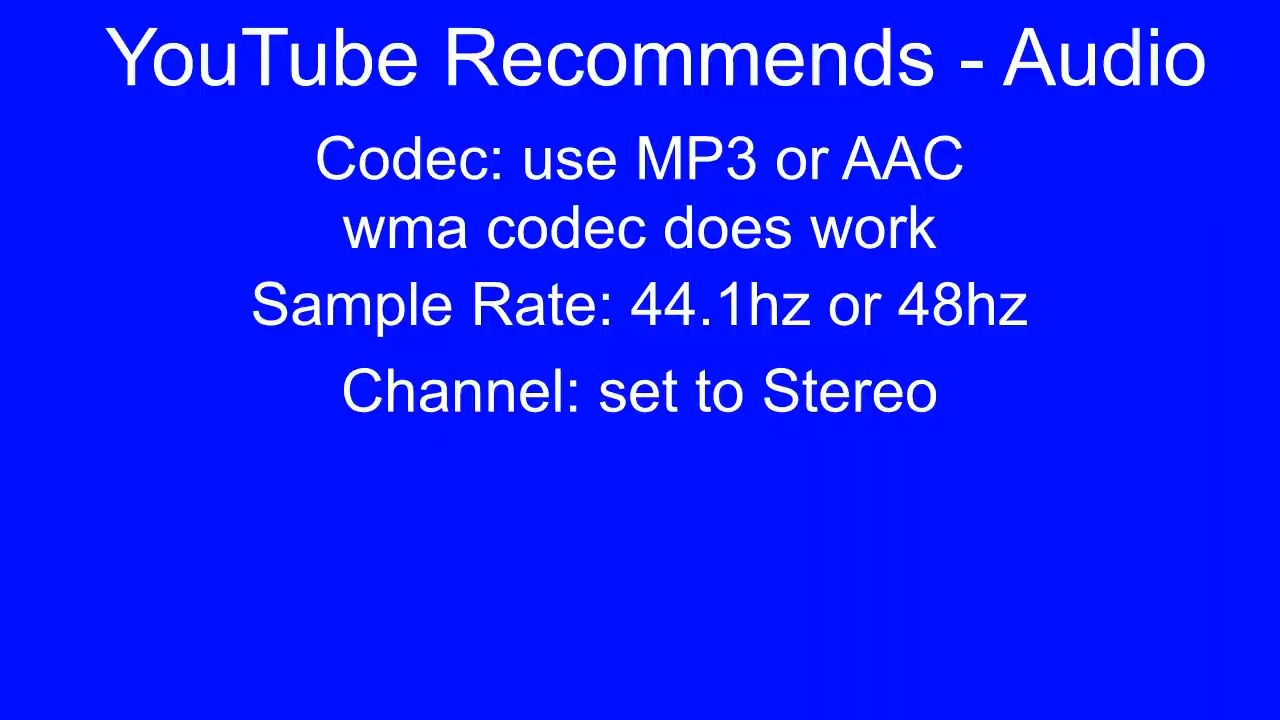 YouTube Recommends - Audio
Codec: use MP3 or AAC
wma codec does work
Sample Rate: 44.1hz or 48hz
Channel: set to Stereo